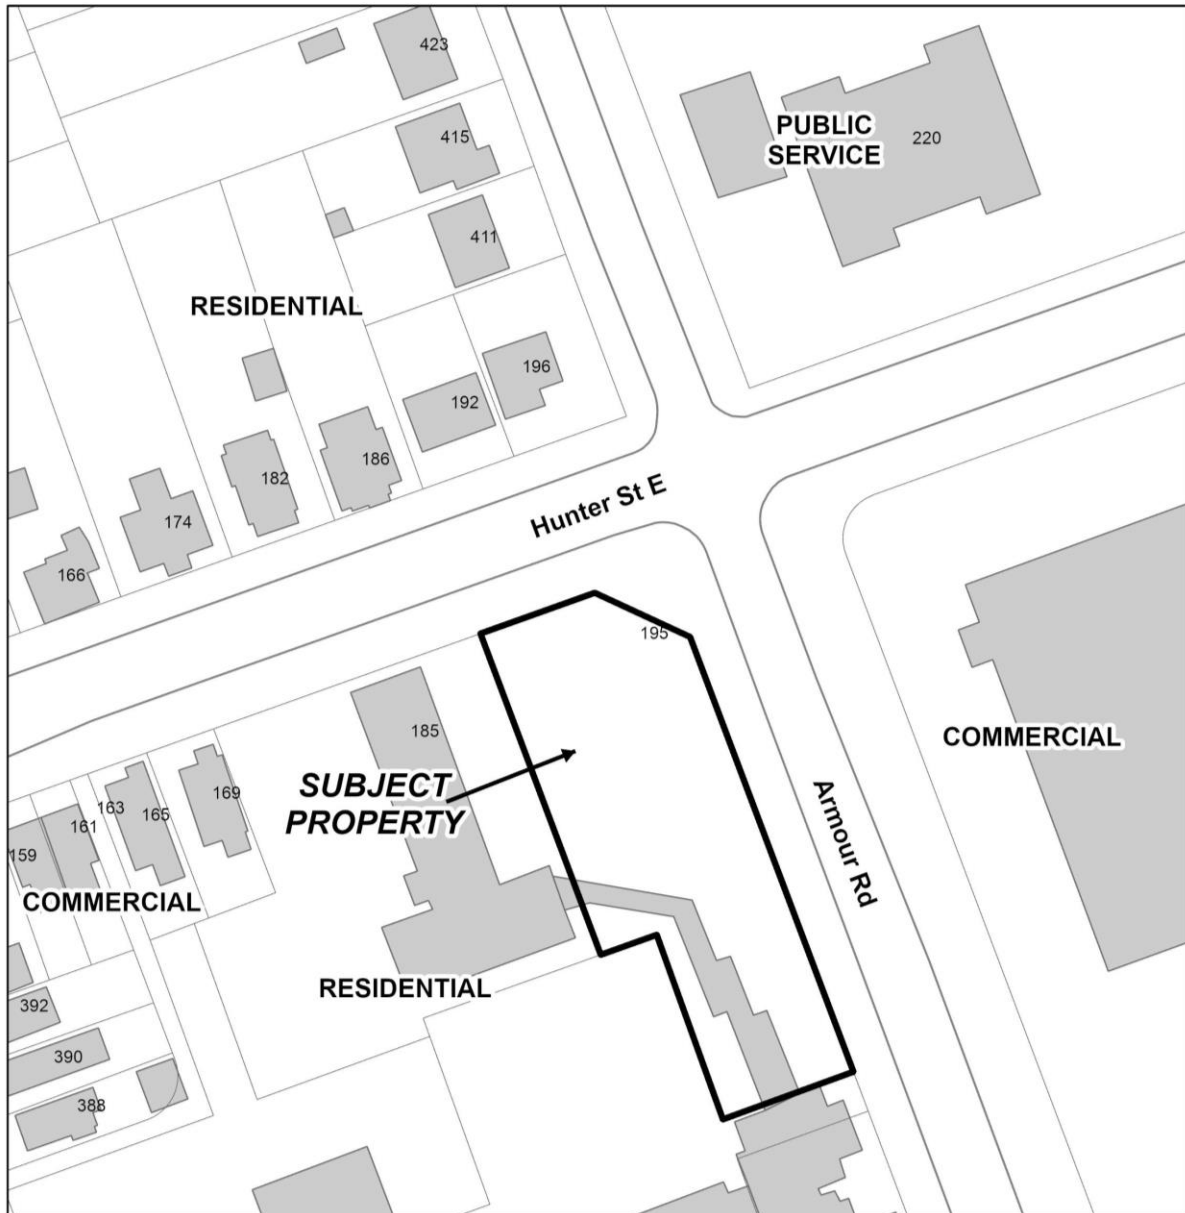 423
415
PUBLIC
SERVICE
220
411
RESIDENTIAL
196
192
186
182
174
166
Hunter St E
195
185
SUBJECT
PROPERTY
COMMERCIAL
Armour Rd
169
163
165
161
159
COMMERCIAL
RESIDENTIAL
392
390
388